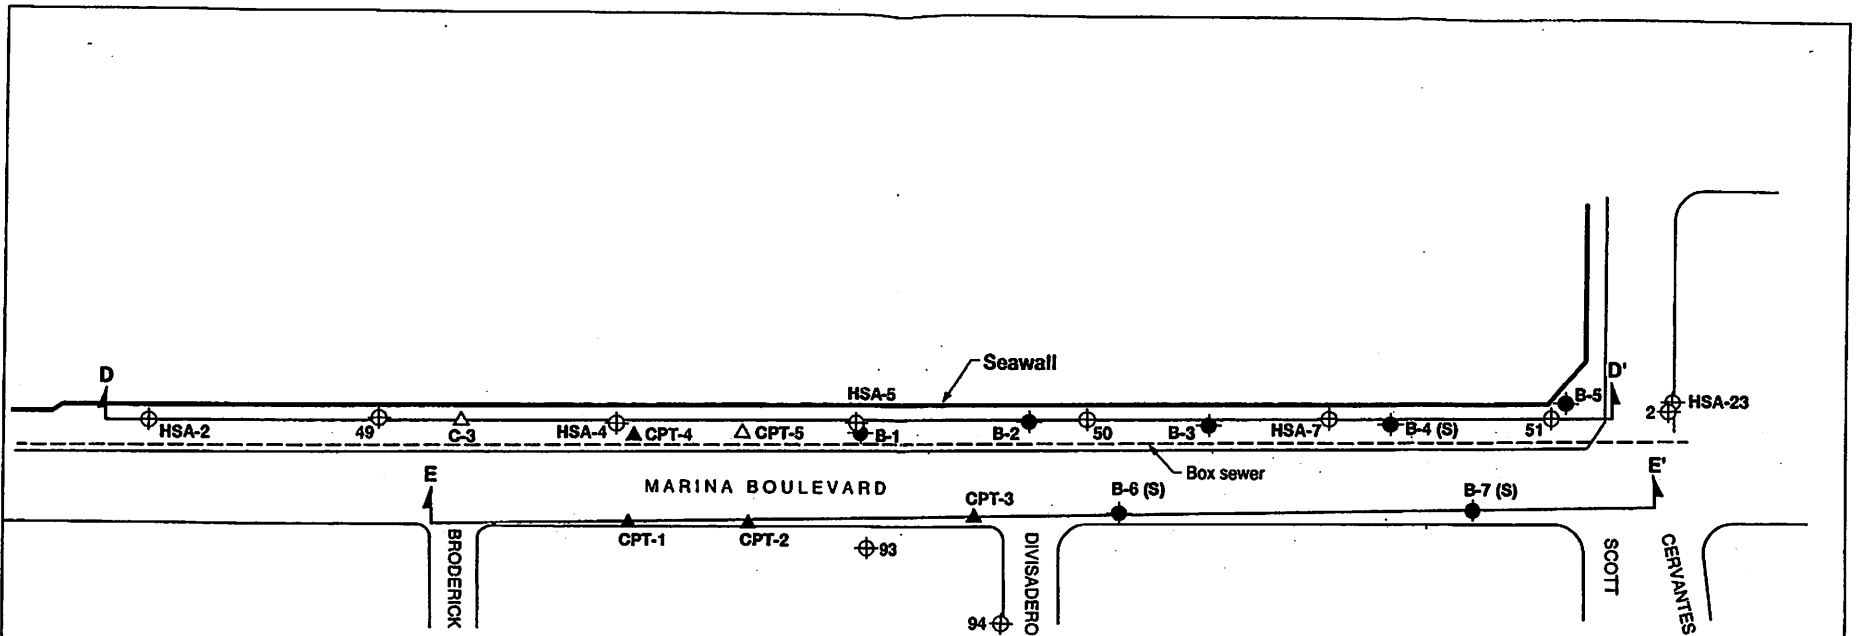 Seawall
D
D'
HSA-5
B-5
HSA-23
2
HSA-2
49
C-3
HSA-4
CPT-4
CPT-5
B-1
B-2
50
B-3
HSA-7
B-4 (S)
51
E
MARINA BOULEVARD
Box sewer
E'
CPT-3
B-6 (S)
B-7 (S)
CPT-1
CPT-2
93
BRODERICK
DIVISADERO
SCOTT
CERVANTES
94